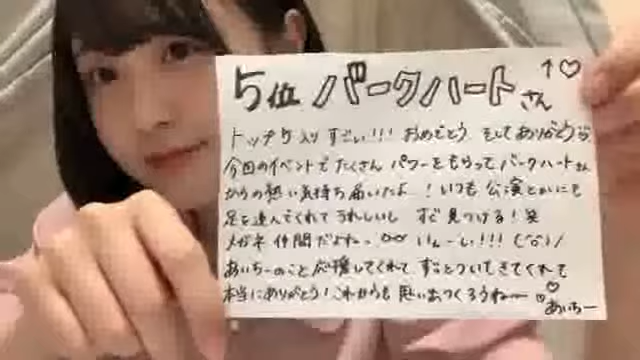 5位 バークハートさん ↑♡
トップ5入りすごい!!! おめでとう そしてありがとう
今回のイベントでたくさん パワーをもらって バークハートさん
からの熱い気持ち届いたよ 〜! いつも 公演とかにも
足を運んでくれて うれしいし すぐ見つける! 笑
メガネ仲間だよね〜 いぇーい!!!
あいちーのこと 応援してくれて ずっとついてきてくれて
本当にありがとう! これからも 思い出つくろうね〜♡
あいちー